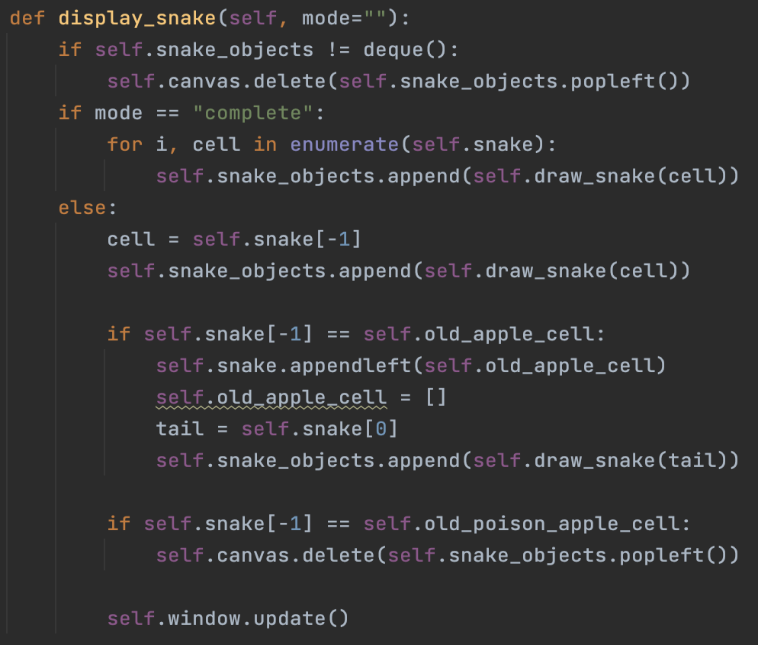 def display_snake(self, mode=""):
    if self.snake_objects != deque():
        self.canvas.delete(self.snake_objects.popleft())
    if mode == "complete":
        for i, cell in enumerate(self.snake):
            self.snake_objects.append(self.draw_snake(cell))
    else:
        cell = self.snake[-1]
        self.snake_objects.append(self.draw_snake(cell))

        if self.snake[-1] == self.old_apple_cell:
            self.snake.appendleft(self.old_apple_cell)
            self.old_apple_cell = []
            tail = self.snake[0]
            self.snake_objects.append(self.draw_snake(tail))

        if self.snake[-1] == self.old_poison_apple_cell:
            self.canvas.delete(self.snake_objects.popleft())

        self.window.update()